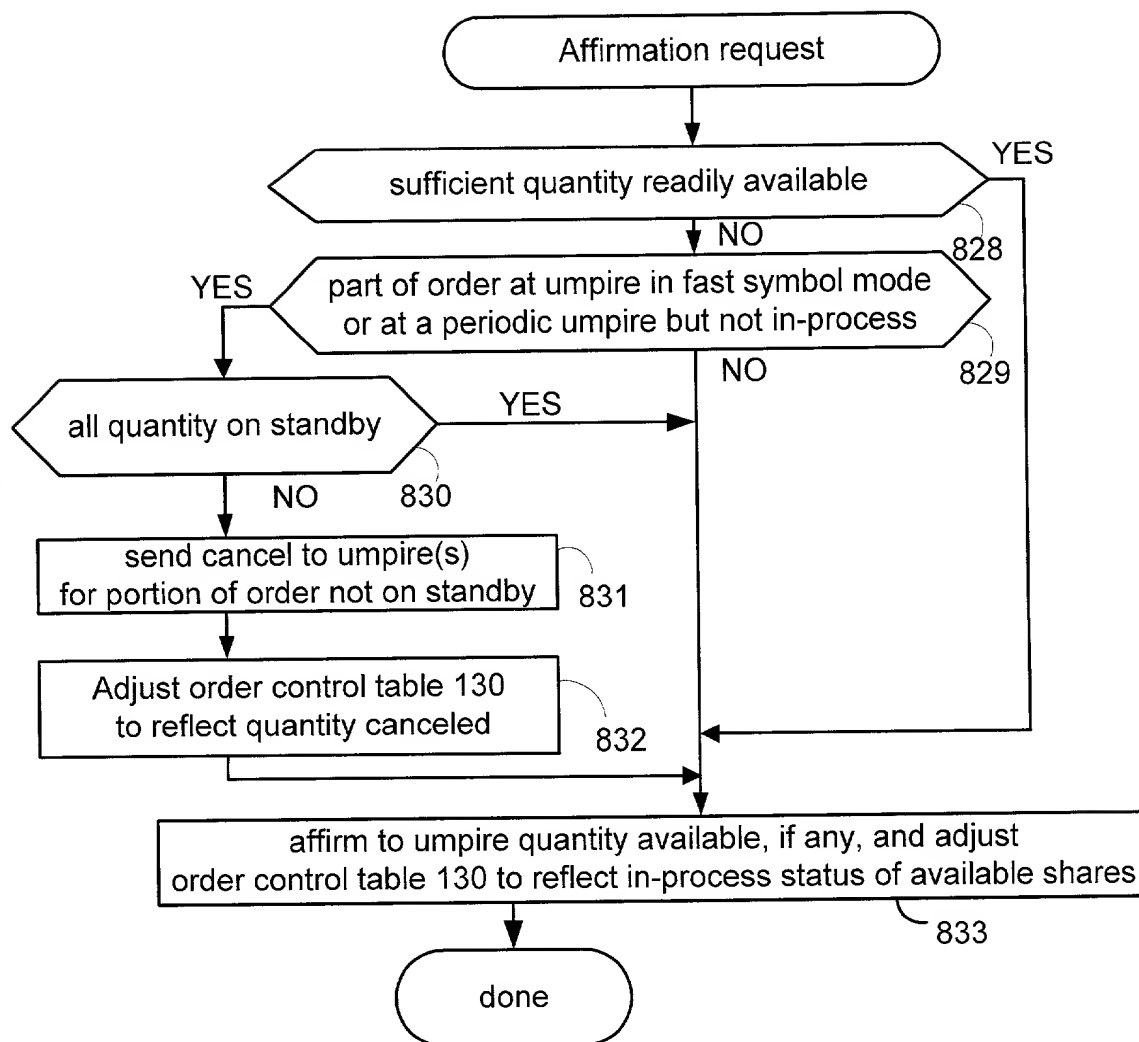 Affirmation request
YES
sufficient quantity readily available
828
NO
YES
part of order at umpire in fast symbol mode
or at a periodic umpire but not in-process
829
NO
all quantity on standby
YES
830
NO
send cancel to umpire(s)
for portion of order not on standby
831
Adjust order control table 130
to reflect quantity canceled
832
affirm to umpire quantity available, if any, and adjust
order control table 130 to reflect in-process status of available shares
833
done